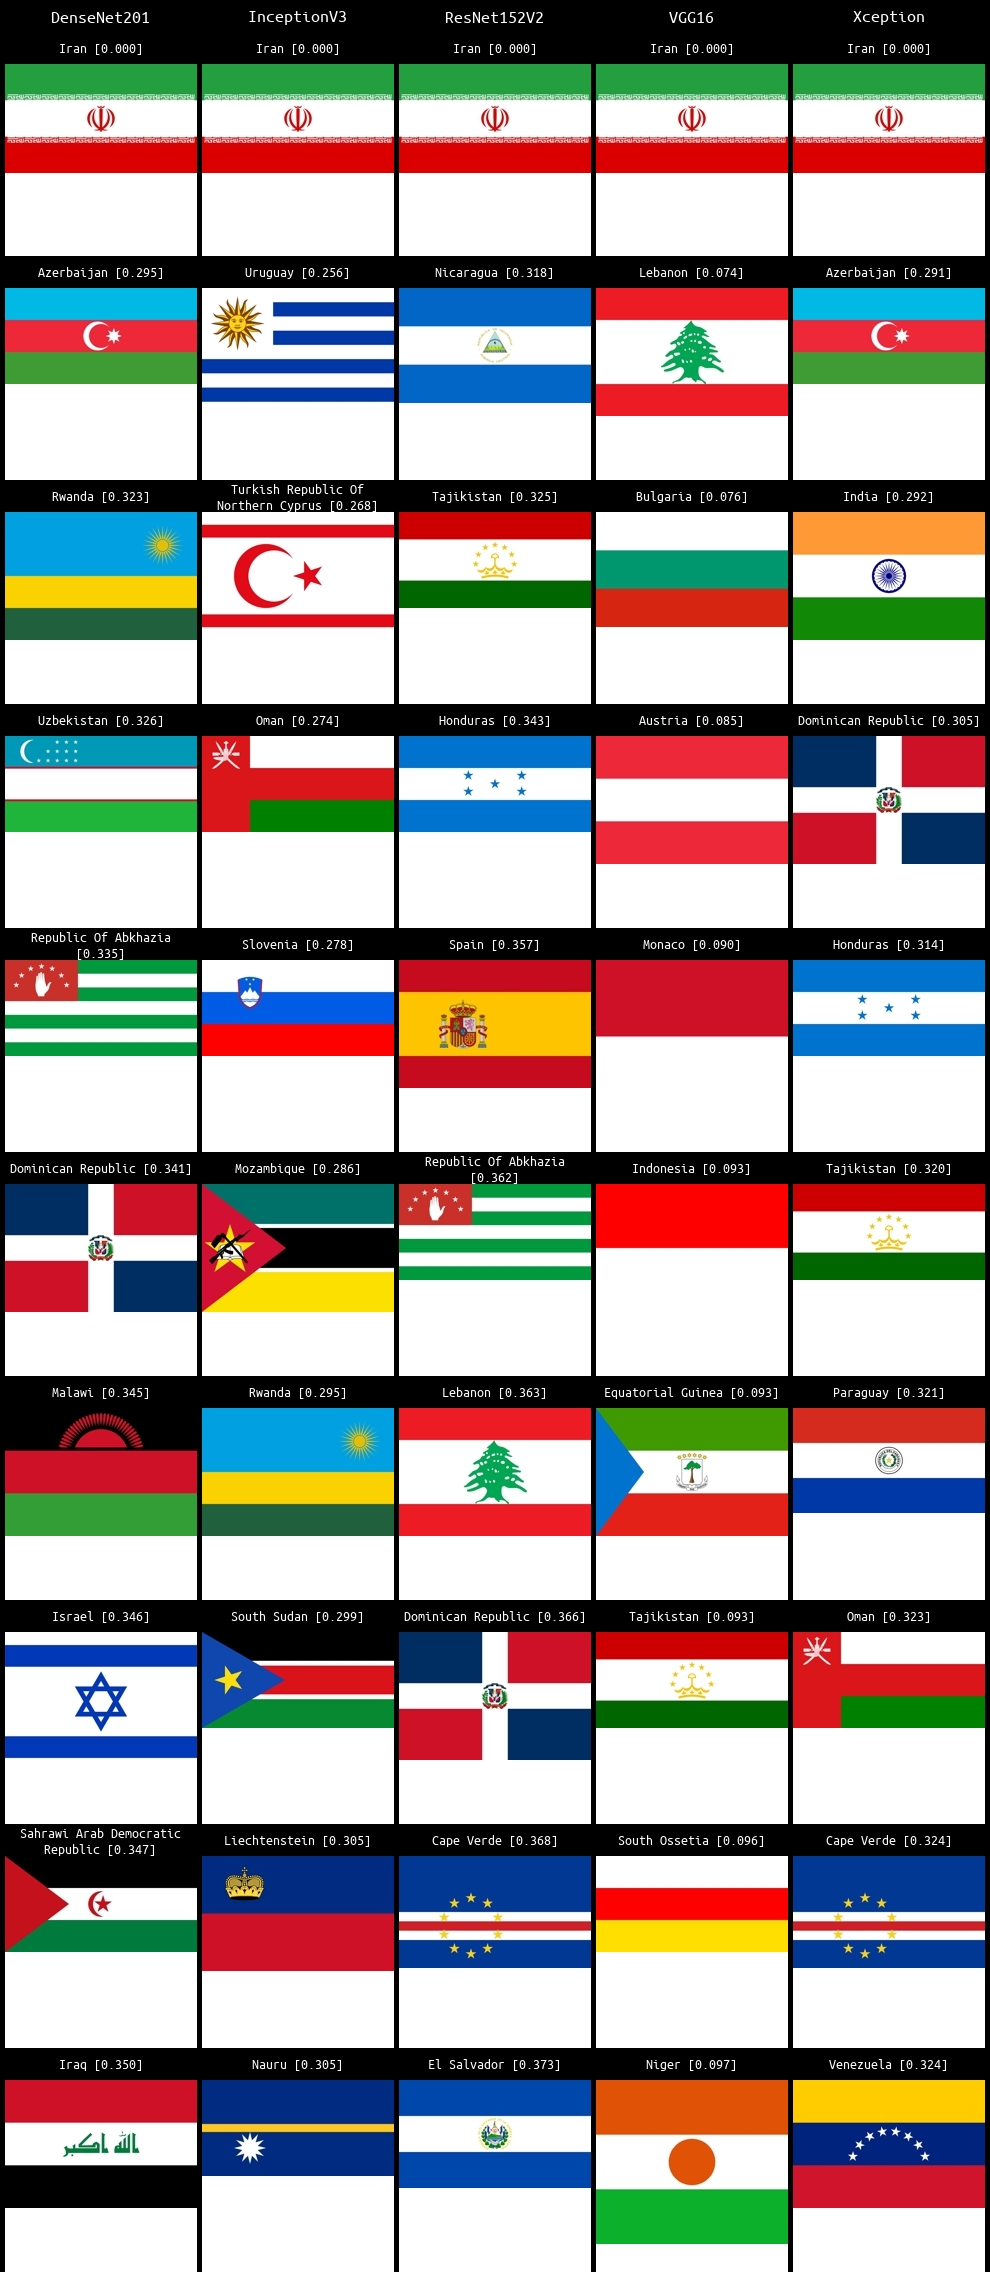 DenseNet201 InceptionV3 ResNet152V2 VGG16 Xception
Iran [0.000] Iran [0.000] Iran [0.000] Iran [0.000] Iran [0.000]
Azerbaijan [0.295] Uruguay [0.256] Nicaragua [0.318] Lebanon [0.074] Azerbaijan [0.291]
Rwanda [0.323] Turkish Republic Of
Northern Cyprus [0.268] Tajikistan [0.325] Bulgaria [0.076] India [0.292]
Uzbekistan [0.326] Oman [0.274] Honduras [0.343] Austria [0.085] Dominican Republic [0.305]
Republic Of Abkhazia
[0.335] Slovenia [0.278] Spain [0.357] Monaco [0.090] Honduras [0.314]
Dominican Republic [0.341] Mozambique [0.286] Republic Of Abkhazia
[0.362] Indonesia [0.093] Tajikistan [0.320]
Malawi [0.345] Rwanda [0.295] Lebanon [0.363] Equatorial Guinea [0.093] Paraguay [0.321]
Israel [0.346] South Sudan [0.299] Dominican Republic [0.366] Tajikistan [0.093] Oman [0.323]
Sahrawi Arab Democratic
Republic [0.347] Liechtenstein [0.305] Cape Verde [0.368] South Ossetia [0.096] Cape Verde [0.324]
Iraq [0.350] Nauru [0.305] El Salvador [0.373] Niger [0.097] Venezuela [0.324]
الله اكبر